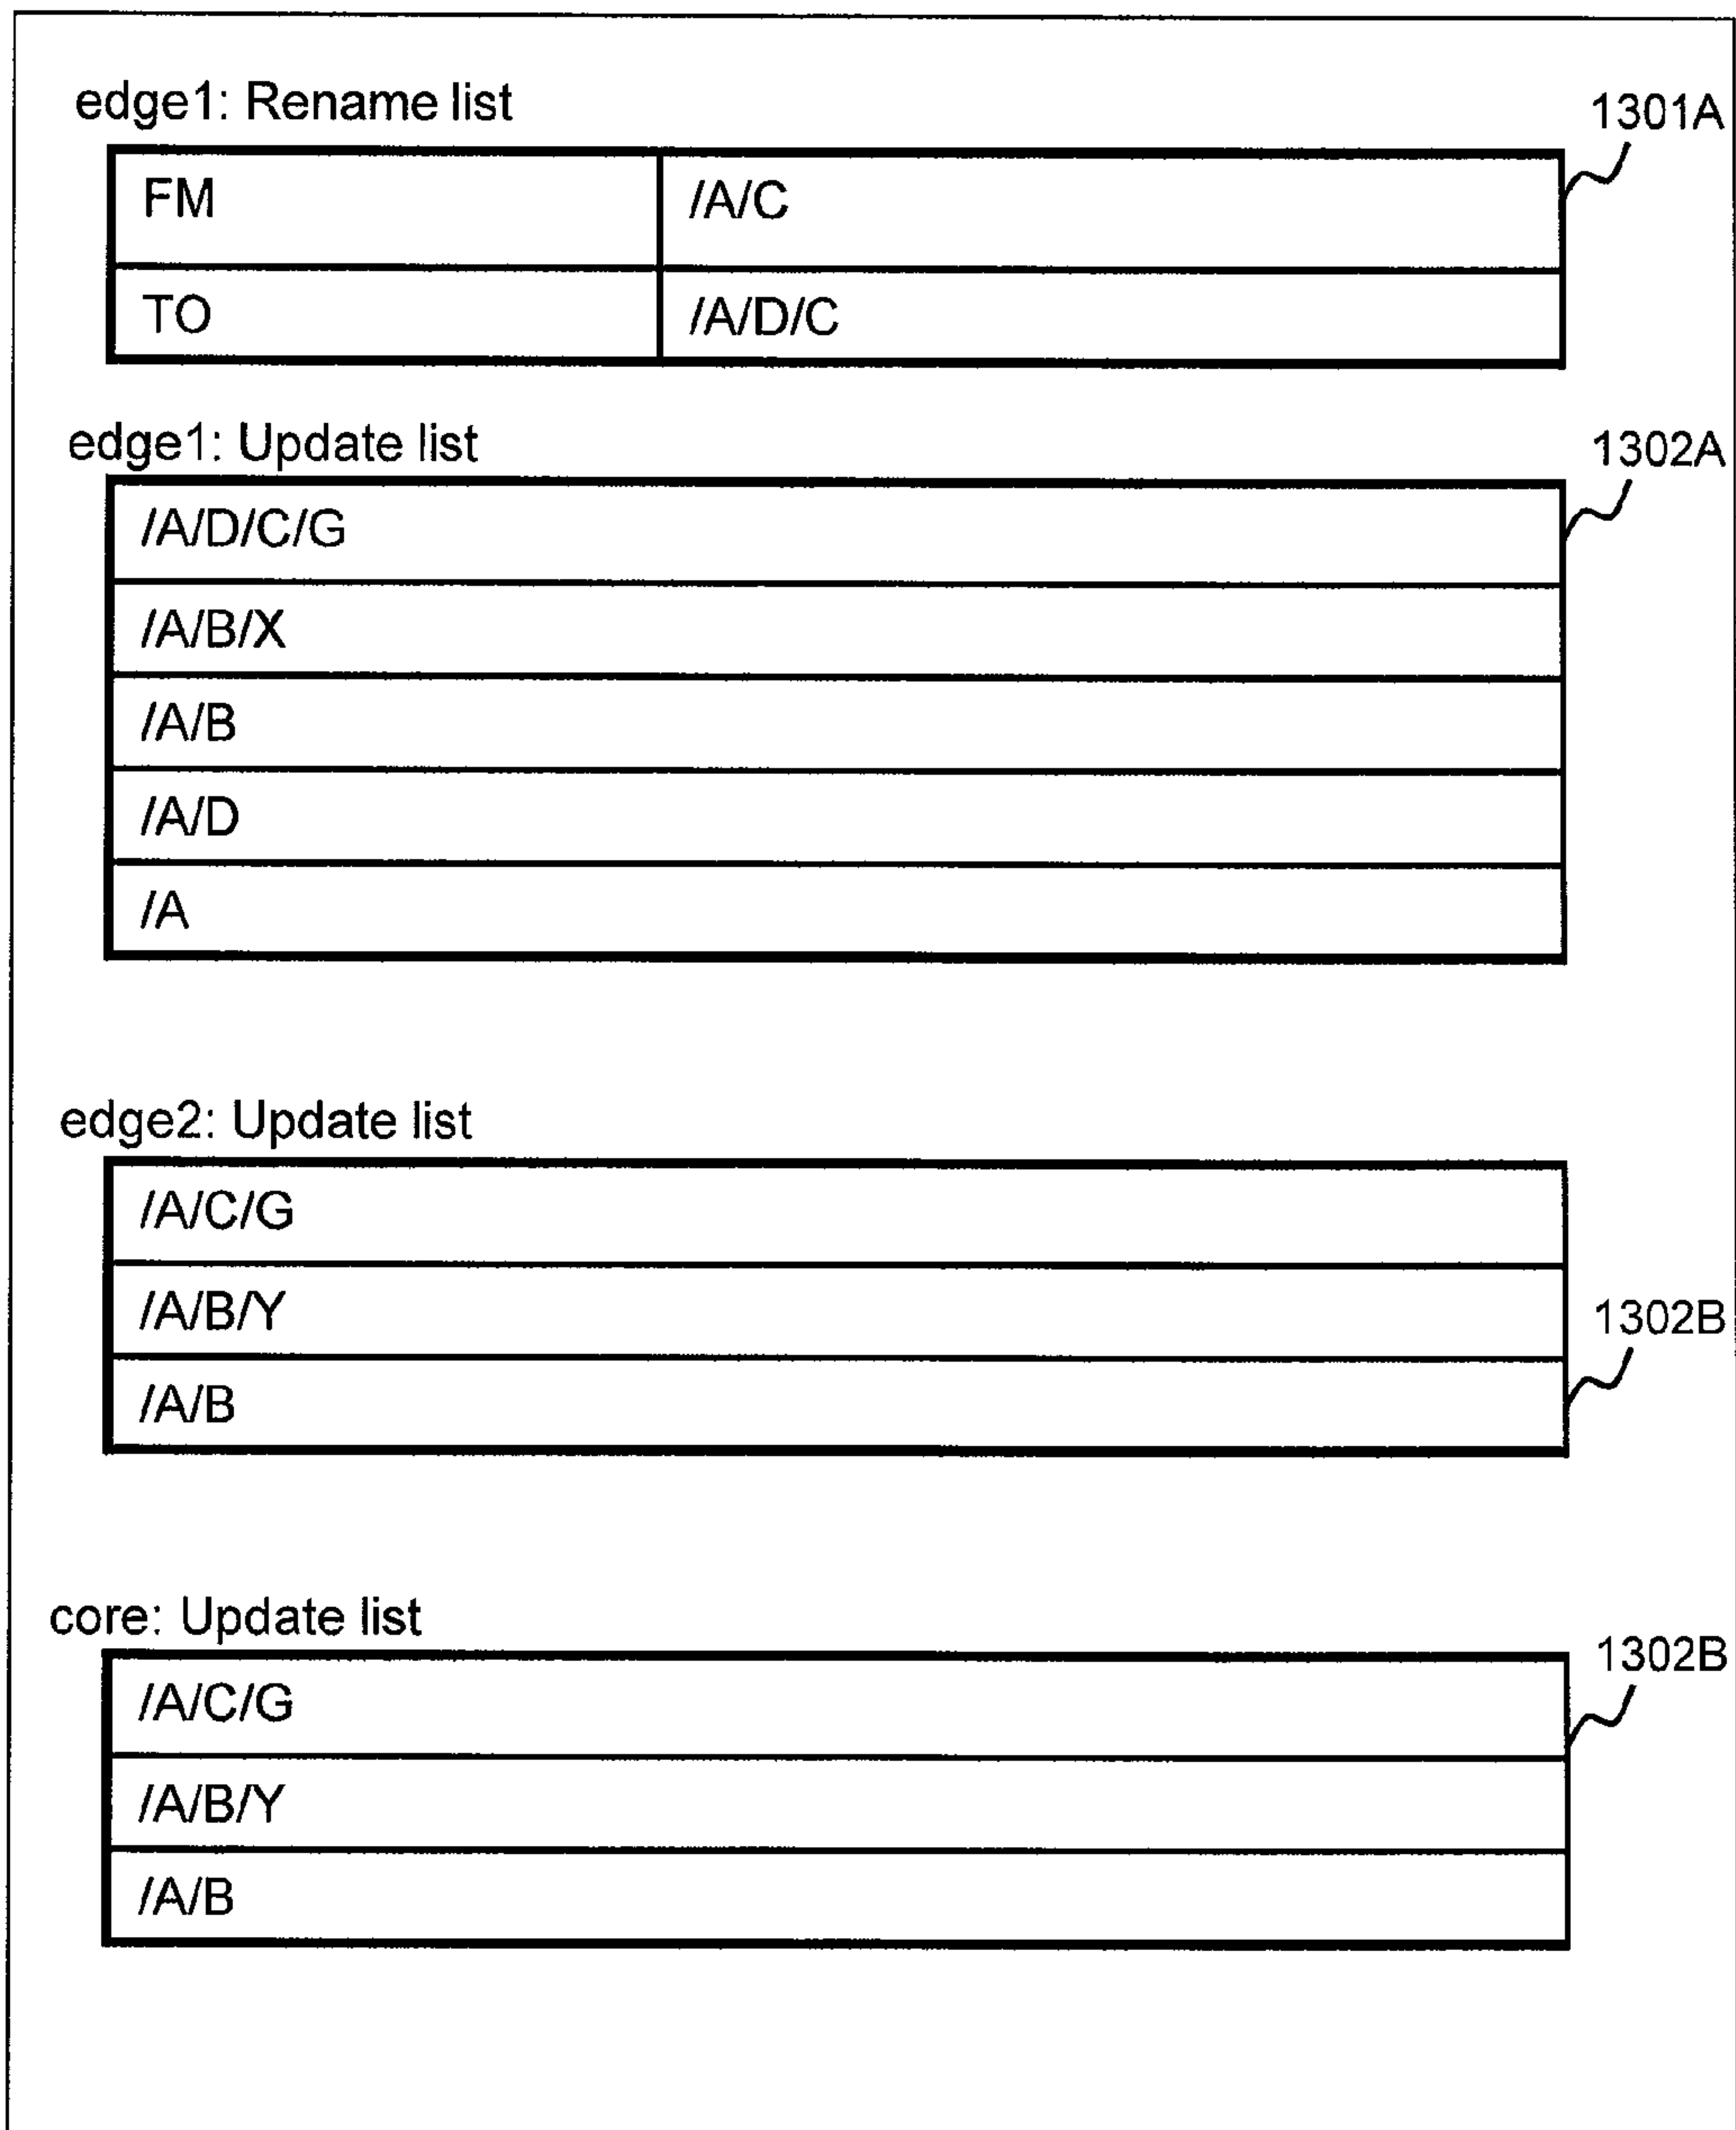 edge1: Rename list
1301A
FM /A/C
TO /A/D/C
edge1: Update list
1302A
/A/D/C/G
/A/B/X
/A/B
/A/D
/A
edge2: Update list
/A/C/G
/A/B/Y
1302B
/A/B
core: Update list
1302B
/A/C/G
/A/B/Y
/A/B